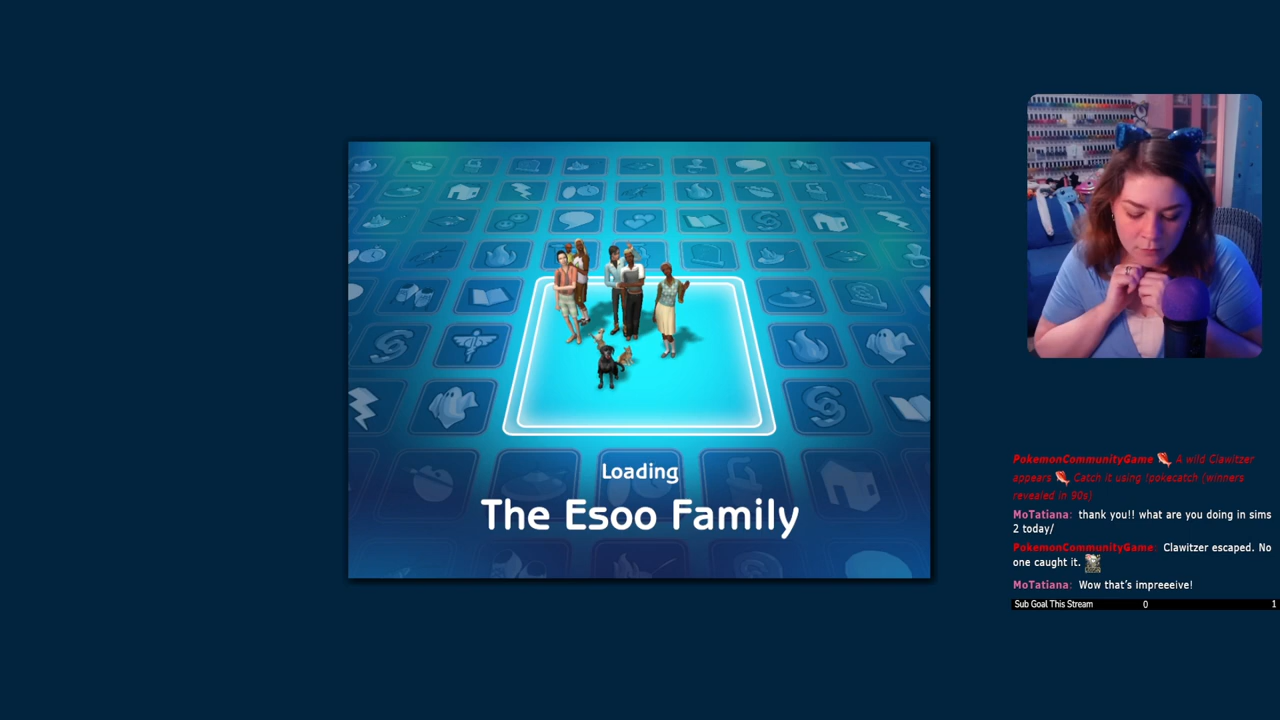 Loading
The Esoo Family
PokemonCommunityGame A wild Clawitzer
appears Catch it using !pokecatch (winners
revealed in 90s)
MoTatiana: thank you!! what are you doing in sims
2 today/
PokemonCommunityGame: Clawitzer escaped. No
one caught it.
MoTatiana: Wow that's impreeeive!
Sub Goal This Stream 0 1